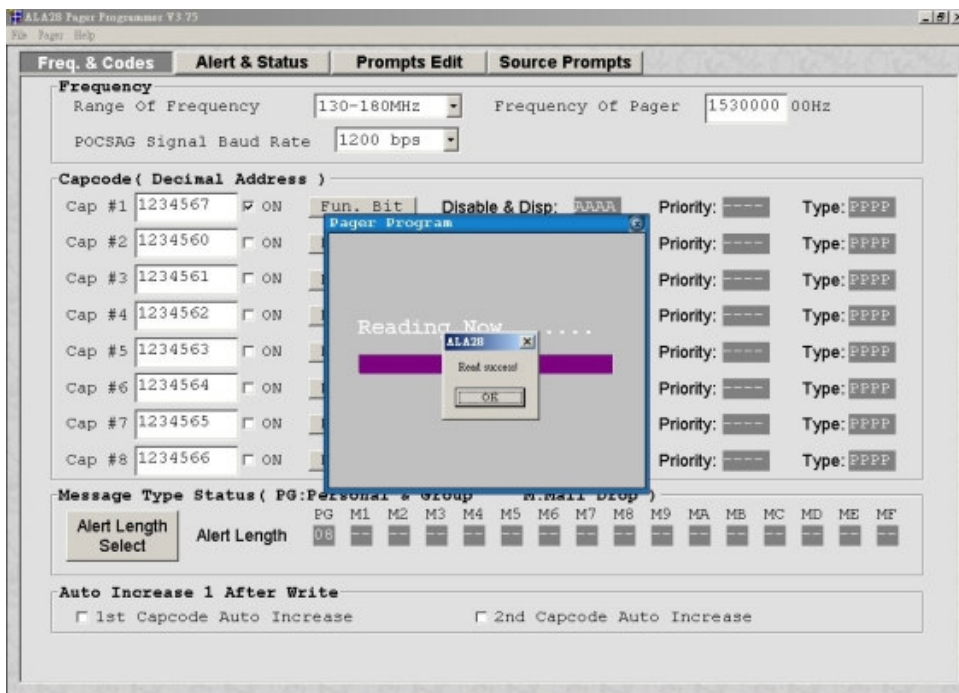 ALA28 Pager Programmer V3.75
File Pager Help
Freq. & Codes Alert & Status Prompts Edit Source Prompts
Frequency
Range Of Frequency 130-180MHz Frequency Of Pager 1530000 00Hz
POCSAG Signal Baud Rate 1200 bps
Capcode( Decimal Address )
Cap #1 1234567 ON Fun. Bit Disable & Disp: AAAA Priority: ---- Type: PPPP
Pager Program
Cap #2 1234560 ON Priority: ---- Type: PPPP
Cap #3 1234561 ON Priority: ---- Type: PPPP
Cap #4 1234562 ON Priority: ---- Type: PPPP
Reading Now ....
ALA28
Read success!
OK
Cap #5 1234563 ON Priority: ---- Type: PPPP
Cap #6 1234564 ON Priority: ---- Type: PPPP
Cap #7 1234565 ON Priority: ---- Type: PPPP
Cap #8 1234566 ON Priority: ---- Type: PPPP
Message Type Status( PG:Personal & Group M:Mail Drop )
PG M1 M2 M3 M4 M5 M6 M7 M8 M9 MA MB MC MD ME MF
Alert Length Select Alert Length 08 -- -- -- -- -- -- -- -- -- -- -- -- -- -- --
Auto Increase 1 After Write
1st Capcode Auto Increase 2nd Capcode Auto Increase